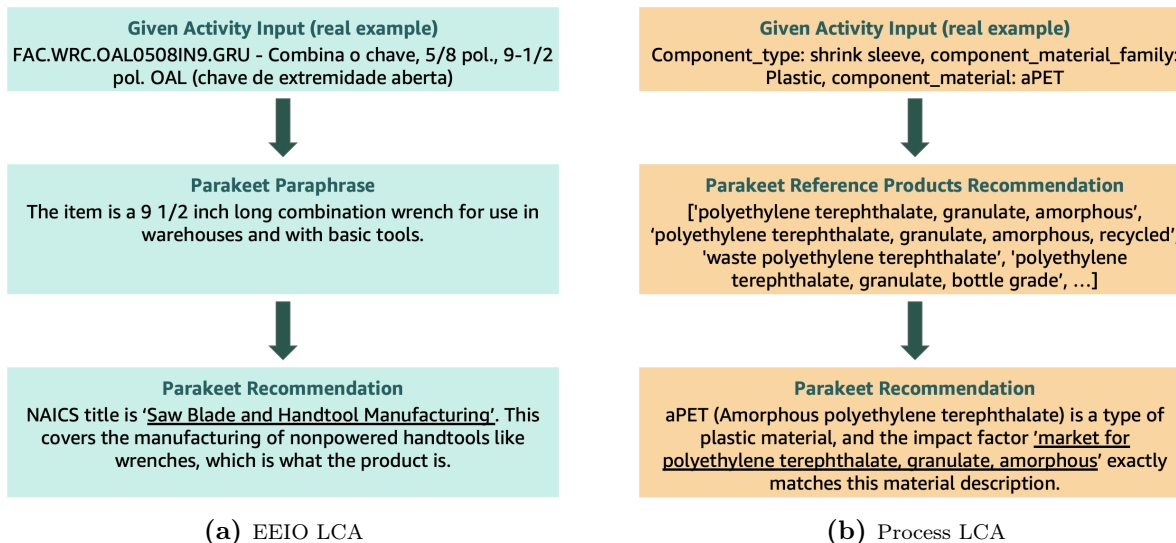 Given Activity Input (real example)
FAC.WRC.OAL0508IN9.GRU - Combina o chave, 5/8 pol., 9-1/2
pol. OAL (chave de extremidade aberta)
Parakeet Paraphrase
The item is a 9 1/2 inch long combination wrench for use in
warehouses and with basic tools.
Parakeet Recommendation
NAICS title is ‘Saw Blade and Handtool Manufacturing’. This
covers the manufacturing of nonpowered handtools like
wrenches, which is what the product is.
(a) EEIO LCA
Given Activity Input (real example)
Component_type: shrink sleeve, component_material_family:
Plastic, component_material: aPET
Parakeet Reference Products Recommendation
['polyethylene terephthalate, granulate, amorphous’,
‘polyethylene terephthalate, granulate, amorphous, recycled’,
'waste polyethylene terephthalate’, 'polyethylene
terephthalate, granulate, bottle grade’, …]
Parakeet Recommendation
aPET (Amorphous polyethylene terephthalate) is a type of
plastic material, and the impact factor ’market for
polyethylene terephthalate, granulate, amorphous’ exactly
matches this material description.
(b) Process LCA